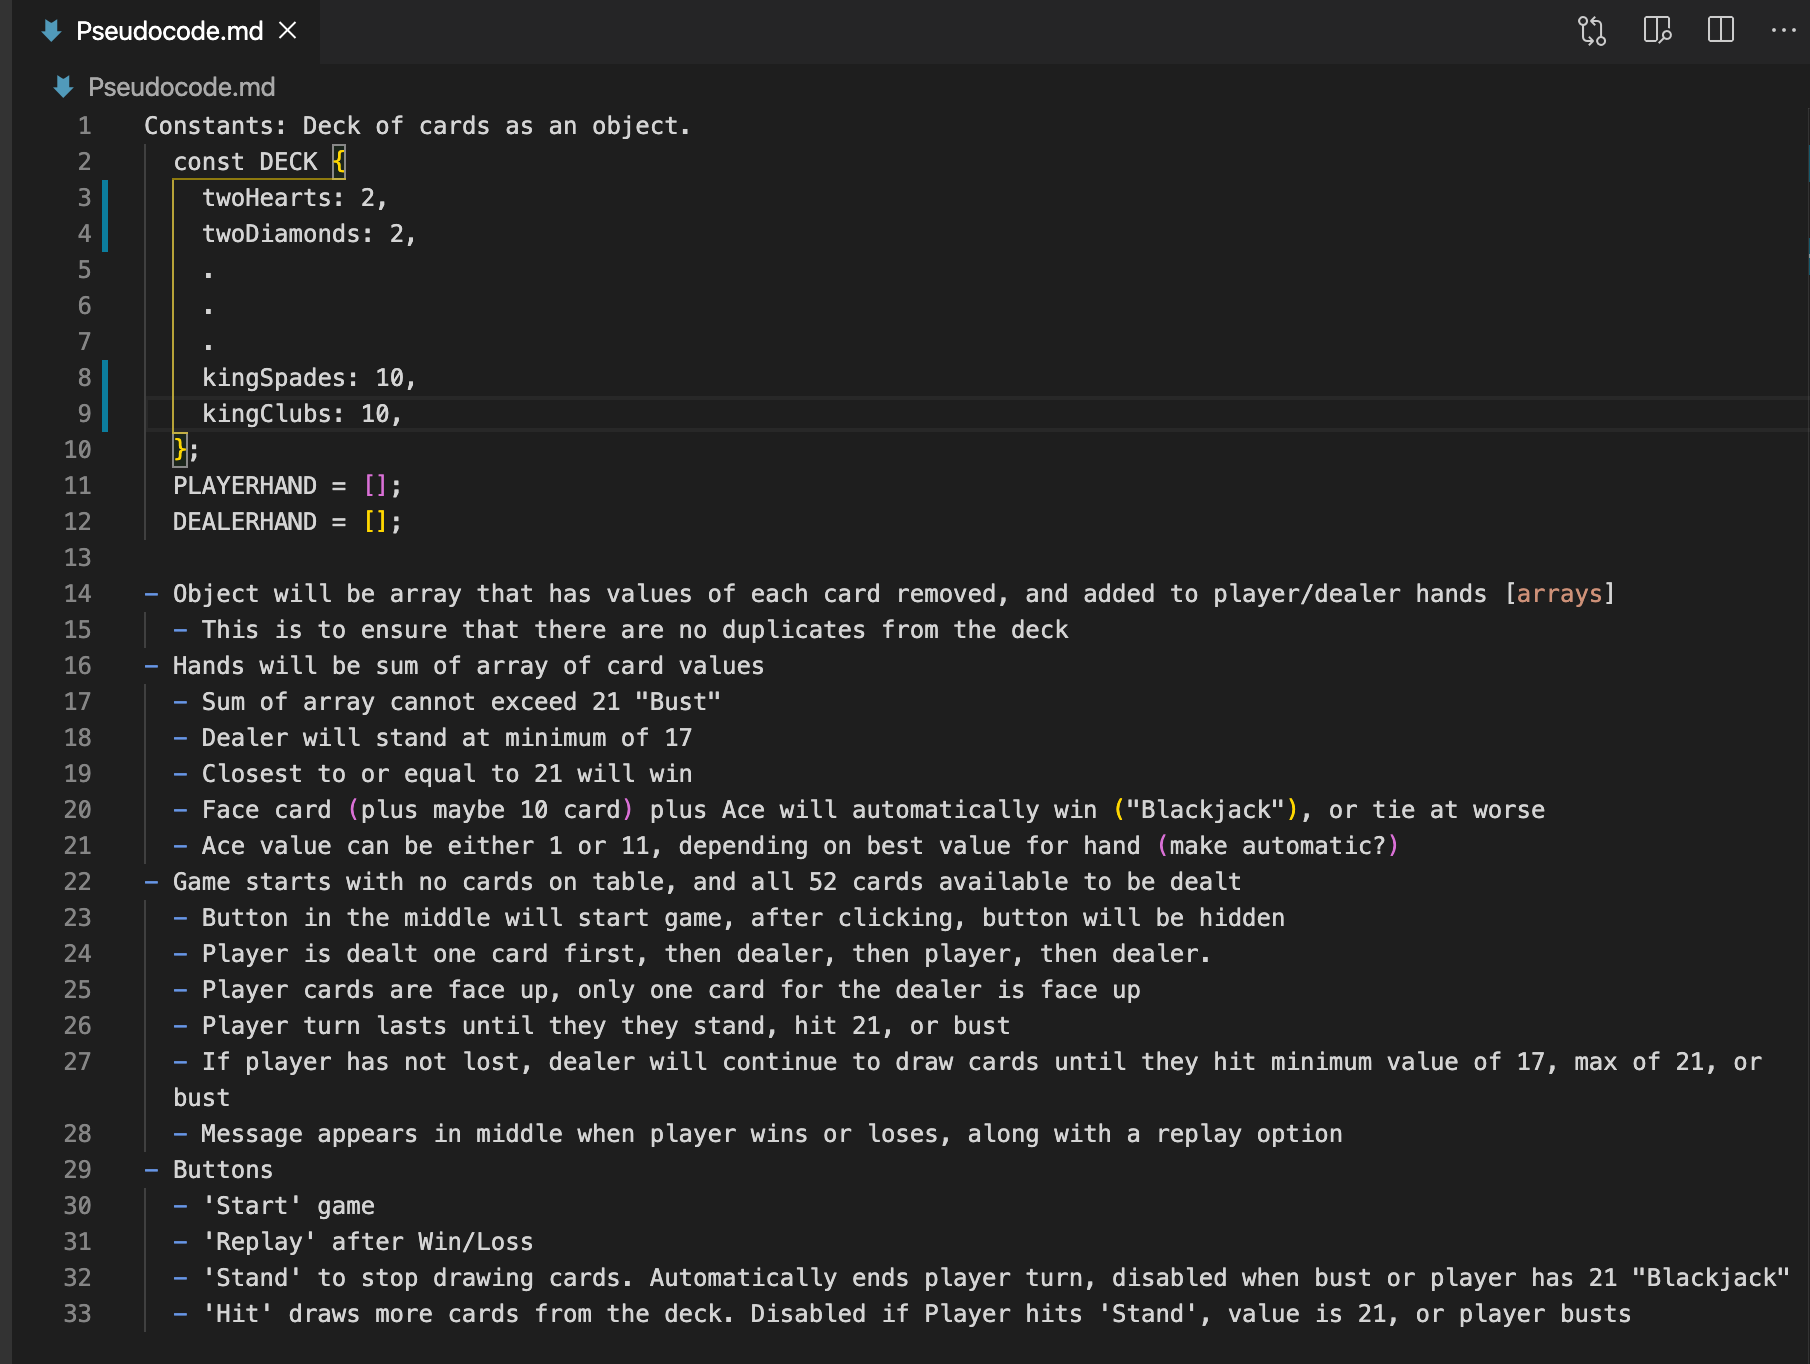 Pseudocode.md
Pseudocode.md
1 Constants: Deck of cards as an object.
2 const DECK {
3 twoHearts: 2,
4 twoDiamonds: 2,
5 .
6 .
7 .
8 kingSpades: 10,
9 kingClubs: 10,
10 };
11 PLAYERHAND = [];
12 DEALERHAND = [];
13
14 - Object will be array that has values of each card removed, and added to player/dealer hands [arrays]
15 - This is to ensure that there are no duplicates from the deck
16 - Hands will be sum of array of card values
17 - Sum of array cannot exceed 21 "Bust"
18 - Dealer will stand at minimum of 17
19 - Closest to or equal to 21 will win
20 - Face card (plus maybe 10 card) plus Ace will automatically win ("Blackjack"), or tie at worse
21 - Ace value can be either 1 or 11, depending on best value for hand (make automatic?)
22 - Game starts with no cards on table, and all 52 cards available to be dealt
23 - Button in the middle will start game, after clicking, button will be hidden
24 - Player is dealt one card first, then dealer, then player, then dealer.
25 - Player cards are face up, only one card for the dealer is face up
26 - Player turn lasts until they they stand, hit 21, or bust
27 - If player has not lost, dealer will continue to draw cards until they hit minimum value of 17, max of 21, or
bust
28 - Message appears in middle when player wins or loses, along with a replay option
29 - Buttons
30 - 'Start' game
31 - 'Replay' after Win/Loss
32 - 'Stand' to stop drawing cards. Automatically ends player turn, disabled when bust or player has 21 "Blackjack"
33 - 'Hit' draws more cards from the deck. Disabled if Player hits 'Stand', value is 21, or player busts